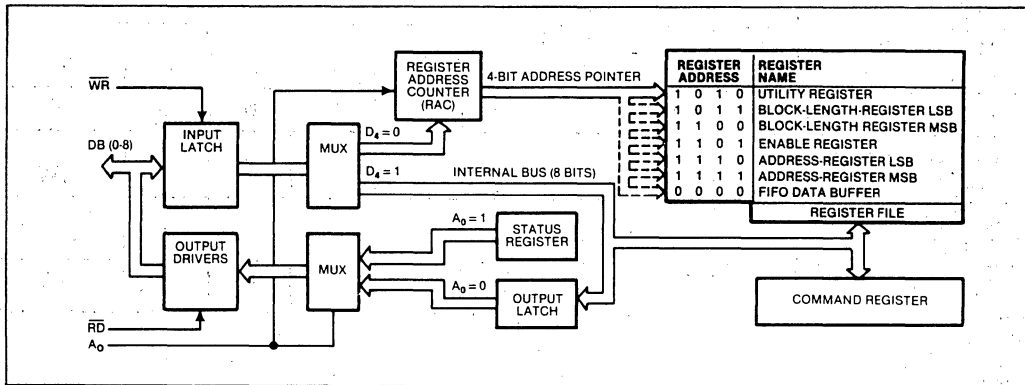 WR
DB (0-8)
INPUT
LATCH
MUX
D₄ = 0
D₄ = 1
REGISTER
ADDRESS
COUNTER
(RAC)
4-BIT ADDRESS POINTER
INTERNAL BUS (8 BITS)
REGISTER ADDRESS REGISTER NAME
1 0 1 0 UTILITY REGISTER
1 0 1 1 BLOCK-LENGTH-REGISTER LSB
1 1 0 0 BLOCK-LENGTH REGISTER MSB
1 1 0 1 ENABLE REGISTER
1 1 1 0 ADDRESS-REGISTER LSB
1 1 1 1 ADDRESS-REGISTER MSB
0 0 0 0 FIFO DATA BUFFER
REGISTER FILE
OUTPUT
DRIVERS
MUX
A₀ = 1
STATUS
REGISTER
A₀ = 0
OUTPUT
LATCH
COMMAND REGISTER
RD
A₀